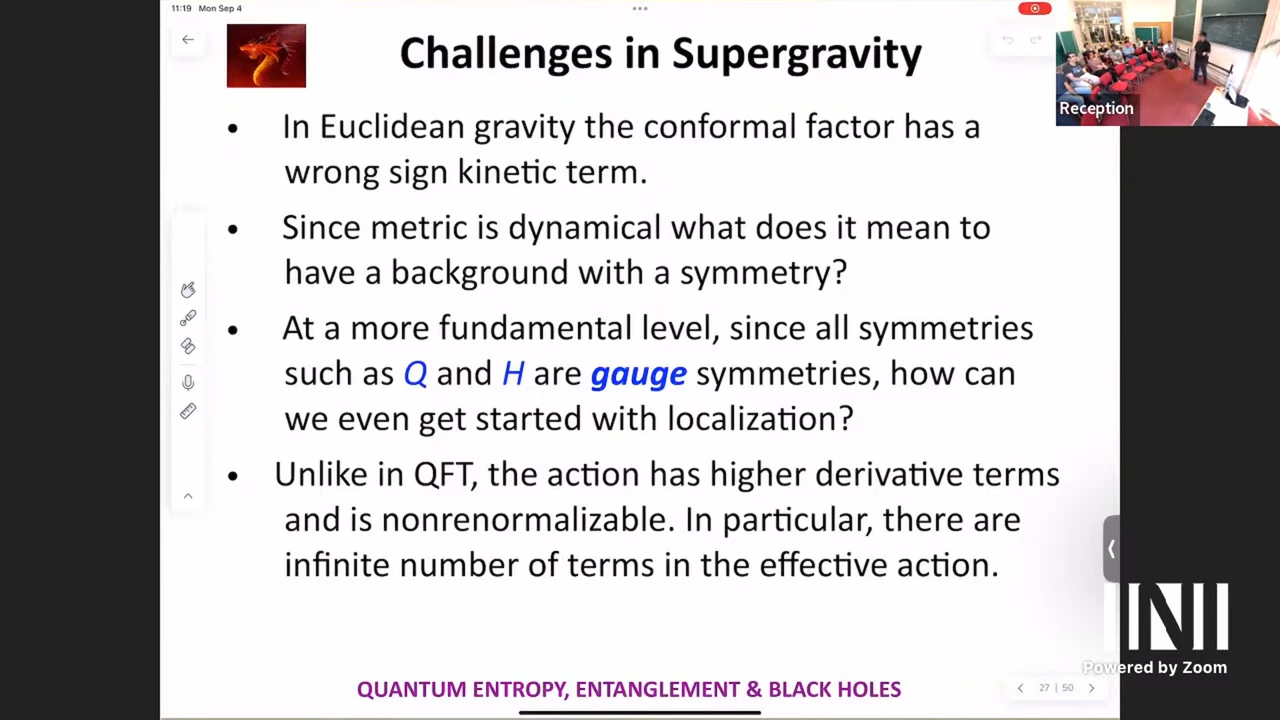 11:19 Mon Sep 4
Challenges in Supergravity
• In Euclidean gravity the conformal factor has a
wrong sign kinetic term.
• Since metric is dynamical what does it mean to
have a background with a symmetry?
• At a more fundamental level, since all symmetries
such as Q and H are gauge symmetries, how can
we even get started with localization?
• Unlike in QFT, the action has higher derivative terms
and is nonrenormalizable. In particular, there are
infinite number of terms in the effective action.
QUANTUM ENTROPY, ENTANGLEMENT & BLACK HOLES
27 | 50
Reception
INI
Powered by Zoom